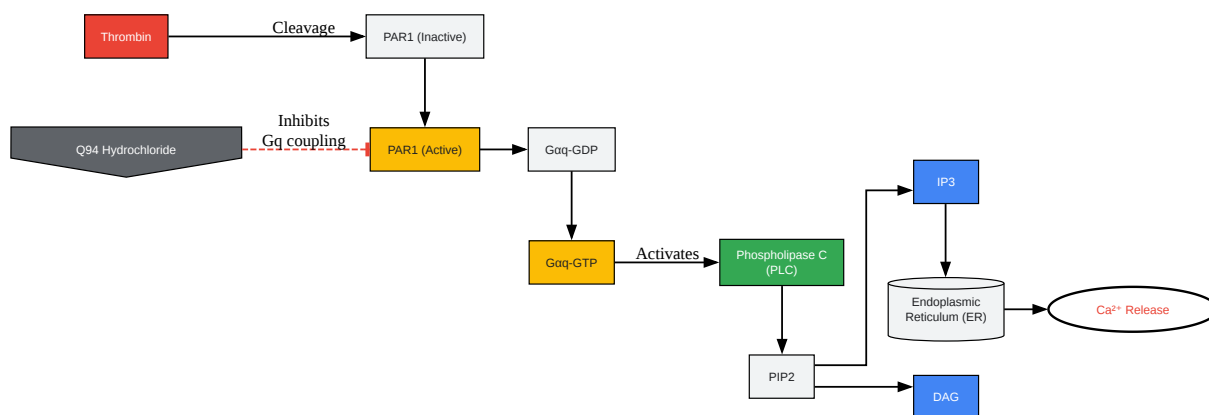 Cleavage
Thrombin
PAR1 (Inactive)
Inhibits
Gq coupling
Q94 Hydrochloride
PAR1 (Active)
Gαq-GDP
IP3
Gαq-GTP
Activates
Phospholipase C
(PLC)
Endoplasmic
Reticulum (ER)
Ca²⁺ Release
PIP2
DAG